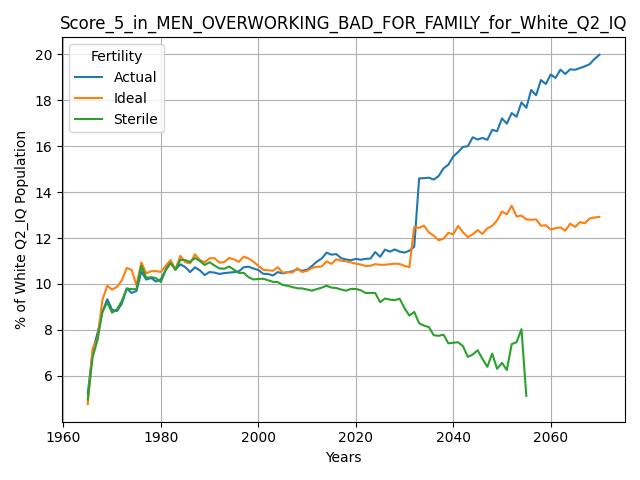 Score_5_in_MEN_OVERWORKING_BAD_FOR_FAMILY_for_White_Q2_IQ
Fertility
Actual
Ideal
Sterile
% of White Q2_IQ Population
20
18
16
14
12
10
8
6
1960
1980
2000
2020
2040
2060
Years